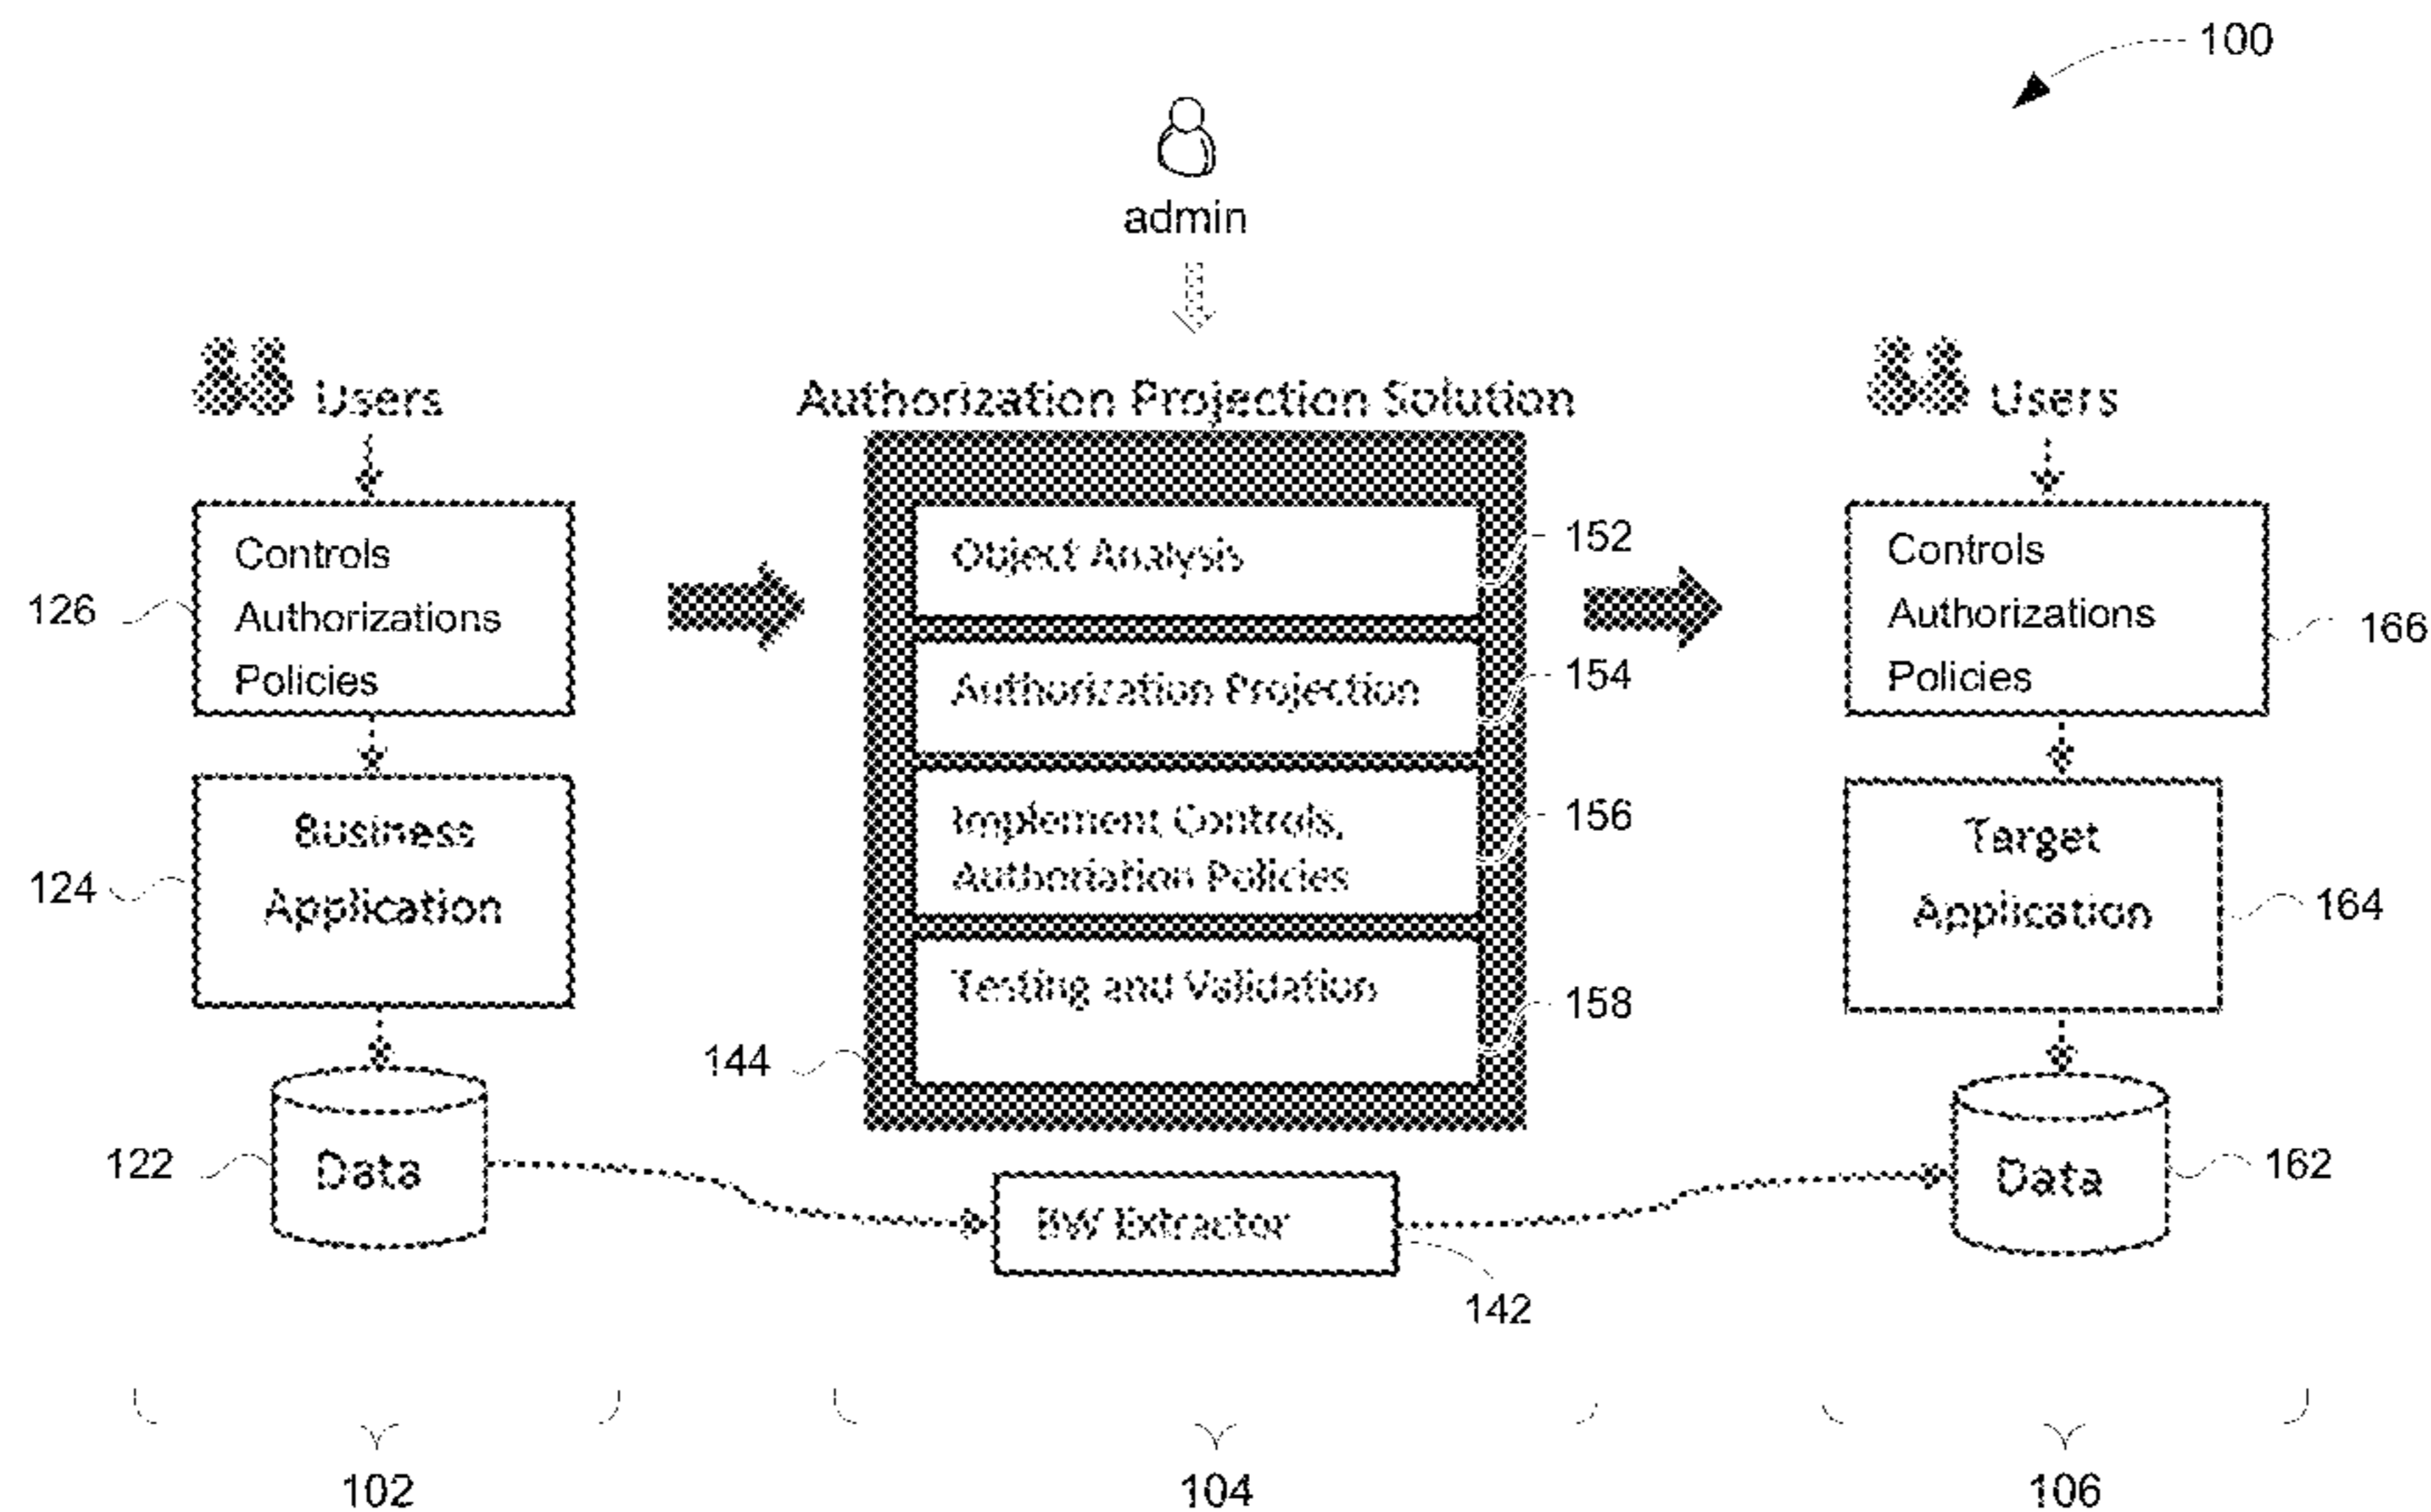 100
admin
Users
Authorization Projection Solution
Users
Controls
Authorizations
Policies
126
Object Analysis
152
Authorization Projection
154
Implement Controls,
Authoriation Policies
156
Testing and Validation
158
144
Controls
Authorizations
Policies
166
Business
Application
124
Target
Application
164
Data
122
BW Extractor
142
Data
162
102
104
106